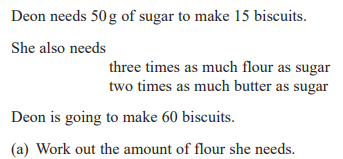 Deon needs 50 g of sugar to make 15 biscuits.
She also needs
three times as much flour as sugar
two times as much butter as sugar
Deon is going to make 60 biscuits.
(a) Work out the amount of flour she needs.